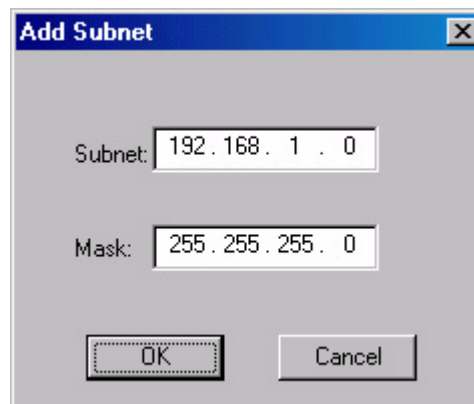 Add Subnet
Subnet: 192 . 168 . 1 . 0
Mask: 255 . 255 . 255 . 0
OK Cancel